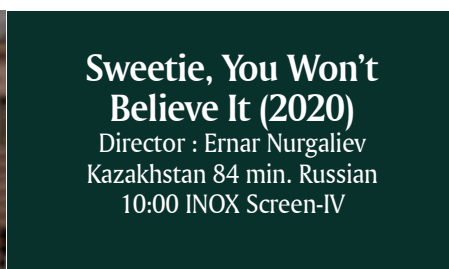 Sweetie, You Won’t
Believe It (2020)
Director : Ernar Nurgaliev
Kazakhstan 84 min. Russian
10:00 INOX Screen-IV